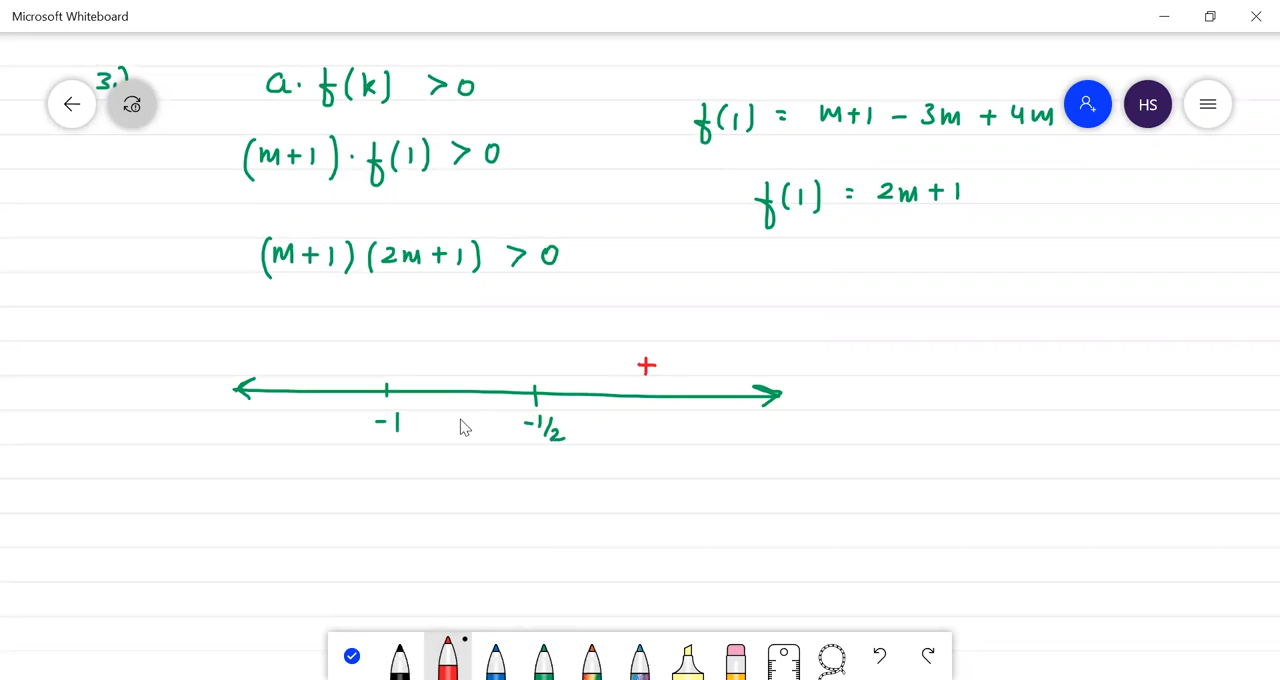 Microsoft Whiteboard
3.)
a. f(k) > 0
f(1) = m+1 - 3m + 4m
HS
(m+1) . f(1) > 0
f(1) = 2m+1
(m+1)(2m+1) > 0
+
-1
-1/2